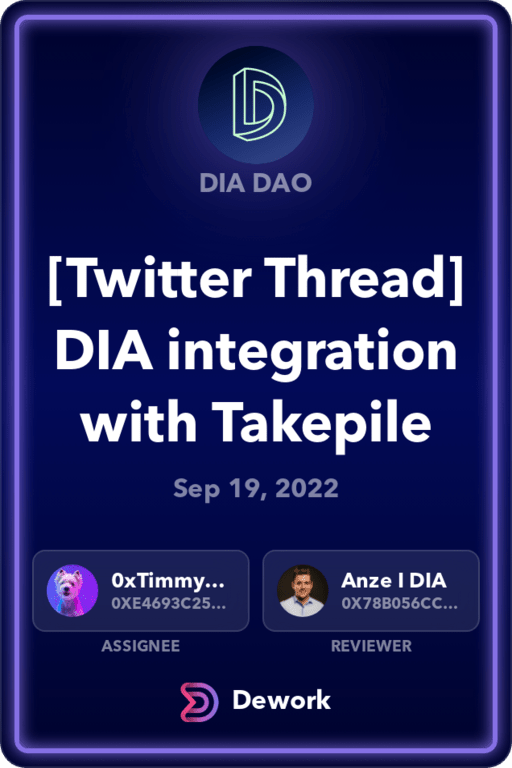 DIA DAO
[Twitter Thread]
DIA integration
with Takepile
Sep 19, 2022
0xTimmy...
0XE4693C25...
ASSIGNEE
Anze I DIA
0X78B056CC...
REVIEWER
Dework